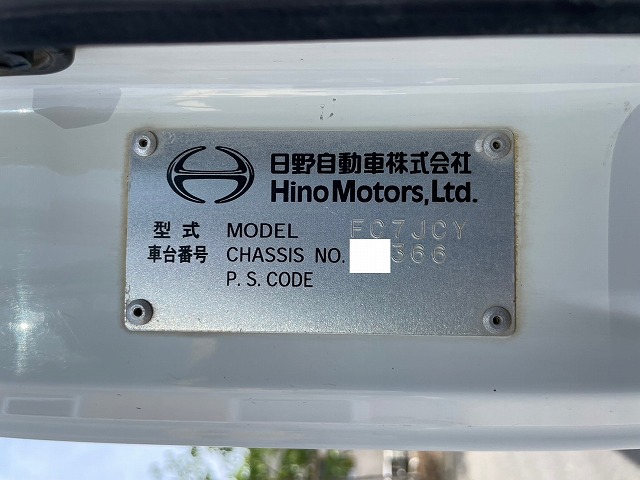 日野自動車株式会社
Hino Motors, Ltd.
型式 MODEL FC7JCY
車台番号 CHASSIS NO. 366
P. S. CODE